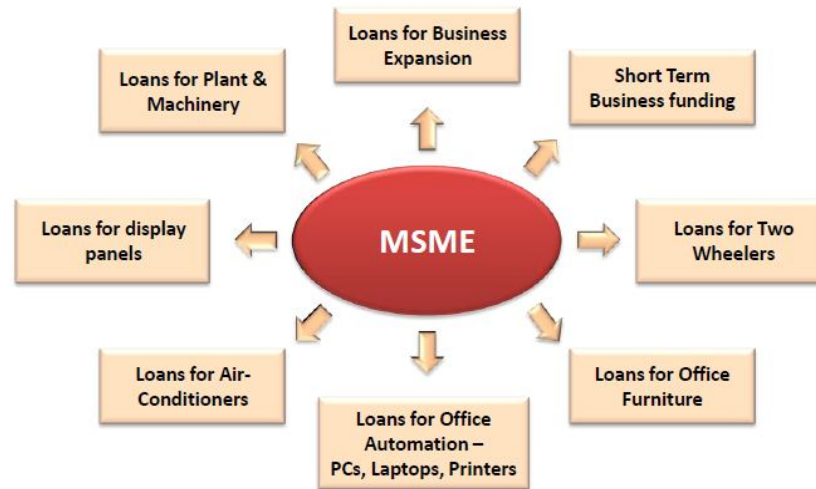 Loans for Business
Expansion
Loans for Plant &
Machinery
Short Term
Business funding
Loans for display
panels
MSME
Loans for Two
Wheelers
Loans for Air-
Conditioners
Loans for Office
Automation –
PCs, Laptops, Printers
Loans for Office
Furniture